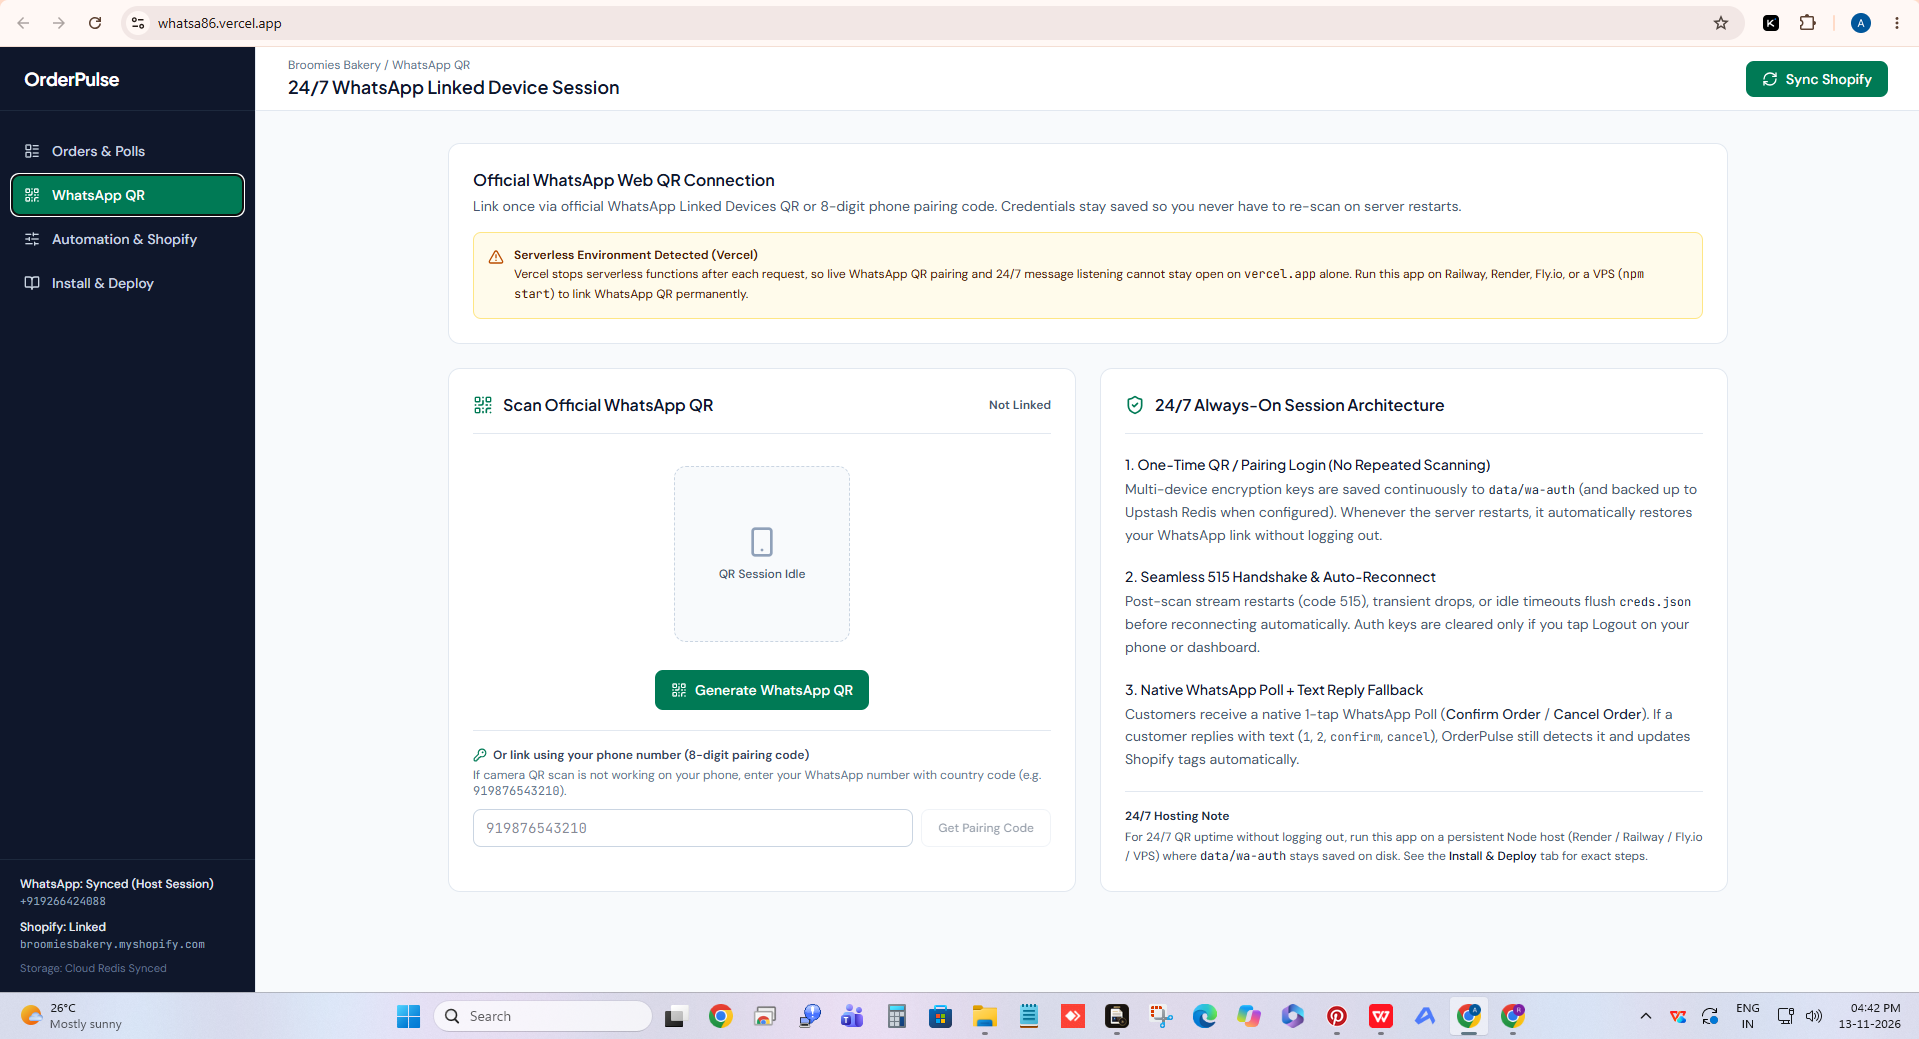 whatsa86.vercel.app
K
A
OrderPulse
Orders & Polls
WhatsApp QR
Automation & Shopify
Install & Deploy
WhatsApp: Synced (Host Session)
+919266424088
Shopify: Linked
broomiesbakery.myshopify.com
Storage: Cloud Redis Synced
Broomies Bakery / WhatsApp QR
24/7 WhatsApp Linked Device Session
Sync Shopify
Official WhatsApp Web QR Connection
Link once via official WhatsApp Linked Devices QR or 8-digit phone pairing code. Credentials stay saved so you never have to re-scan on server restarts.
Serverless Environment Detected (Vercel)
Vercel stops serverless functions after each request, so live WhatsApp QR pairing and 24/7 message listening cannot stay open on vercel.app alone. Run this app on Railway, Render, Fly.io, or a VPS (npm
start) to link WhatsApp QR permanently.
Scan Official WhatsApp QR
Not Linked
QR Session Idle
Generate WhatsApp QR
Or link using your phone number (8-digit pairing code)
If camera QR scan is not working on your phone, enter your WhatsApp number with country code (e.g.
919876543210).
919876543210
Get Pairing Code
24/7 Always-On Session Architecture
1. One-Time QR / Pairing Login (No Repeated Scanning)
Multi-device encryption keys are saved continuously to data/wa-auth (and backed up to
Upstash Redis when configured). Whenever the server restarts, it automatically restores
your WhatsApp link without logging out.
2. Seamless 515 Handshake & Auto-Reconnect
Post-scan stream restarts (code 515), transient drops, or idle timeouts flush creds.json
before reconnecting automatically. Auth keys are cleared only if you tap Logout on your
phone or dashboard.
3. Native WhatsApp Poll + Text Reply Fallback
Customers receive a native 1-tap WhatsApp Poll (Confirm Order / Cancel Order). If a
customer replies with text (1, 2, confirm, cancel), OrderPulse still detects it and updates
Shopify tags automatically.
24/7 Hosting Note
For 24/7 QR uptime without logging out, run this app on a persistent Node host (Render / Railway / Fly.io
/ VPS) where data/wa-auth stays saved on disk. See the Install & Deploy tab for exact steps.
26°C
Mostly sunny
Search
ENG
IN
04:42 PM
13-11-2026